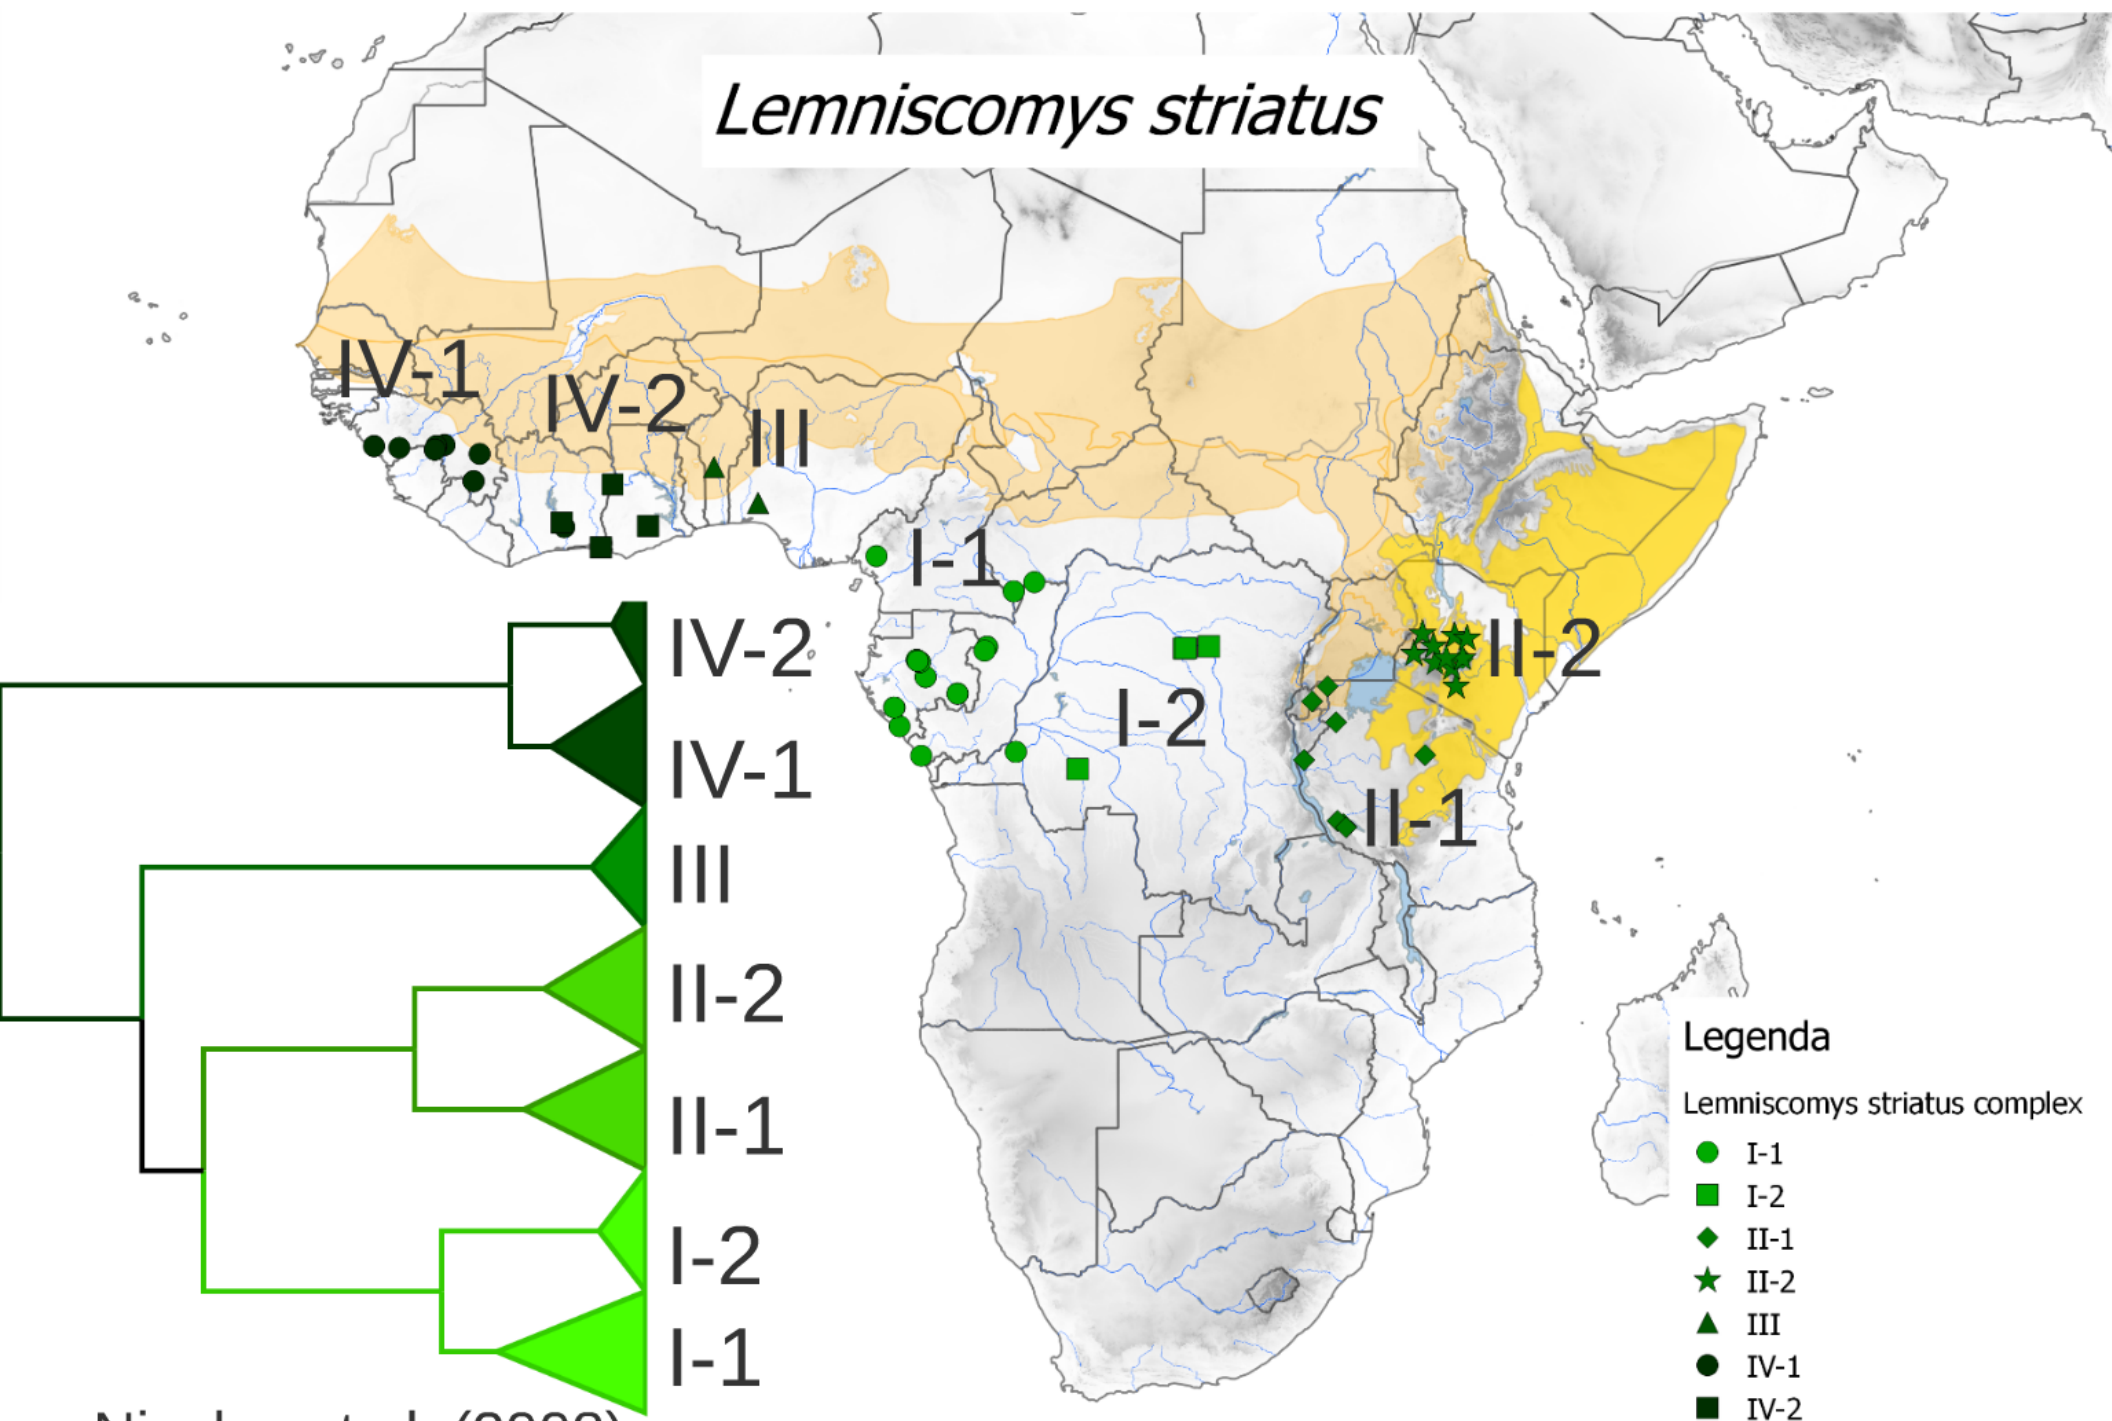 Lemniscomys striatus
IV-1
IV-2
III
I-1
I-2
II-2
II-1
IV-2
IV-1
III
II-2
II-1
I-2
I-1
Legenda
Lemniscomys striatus complex
I-1
I-2
II-1
II-2
III
IV-1
IV-2